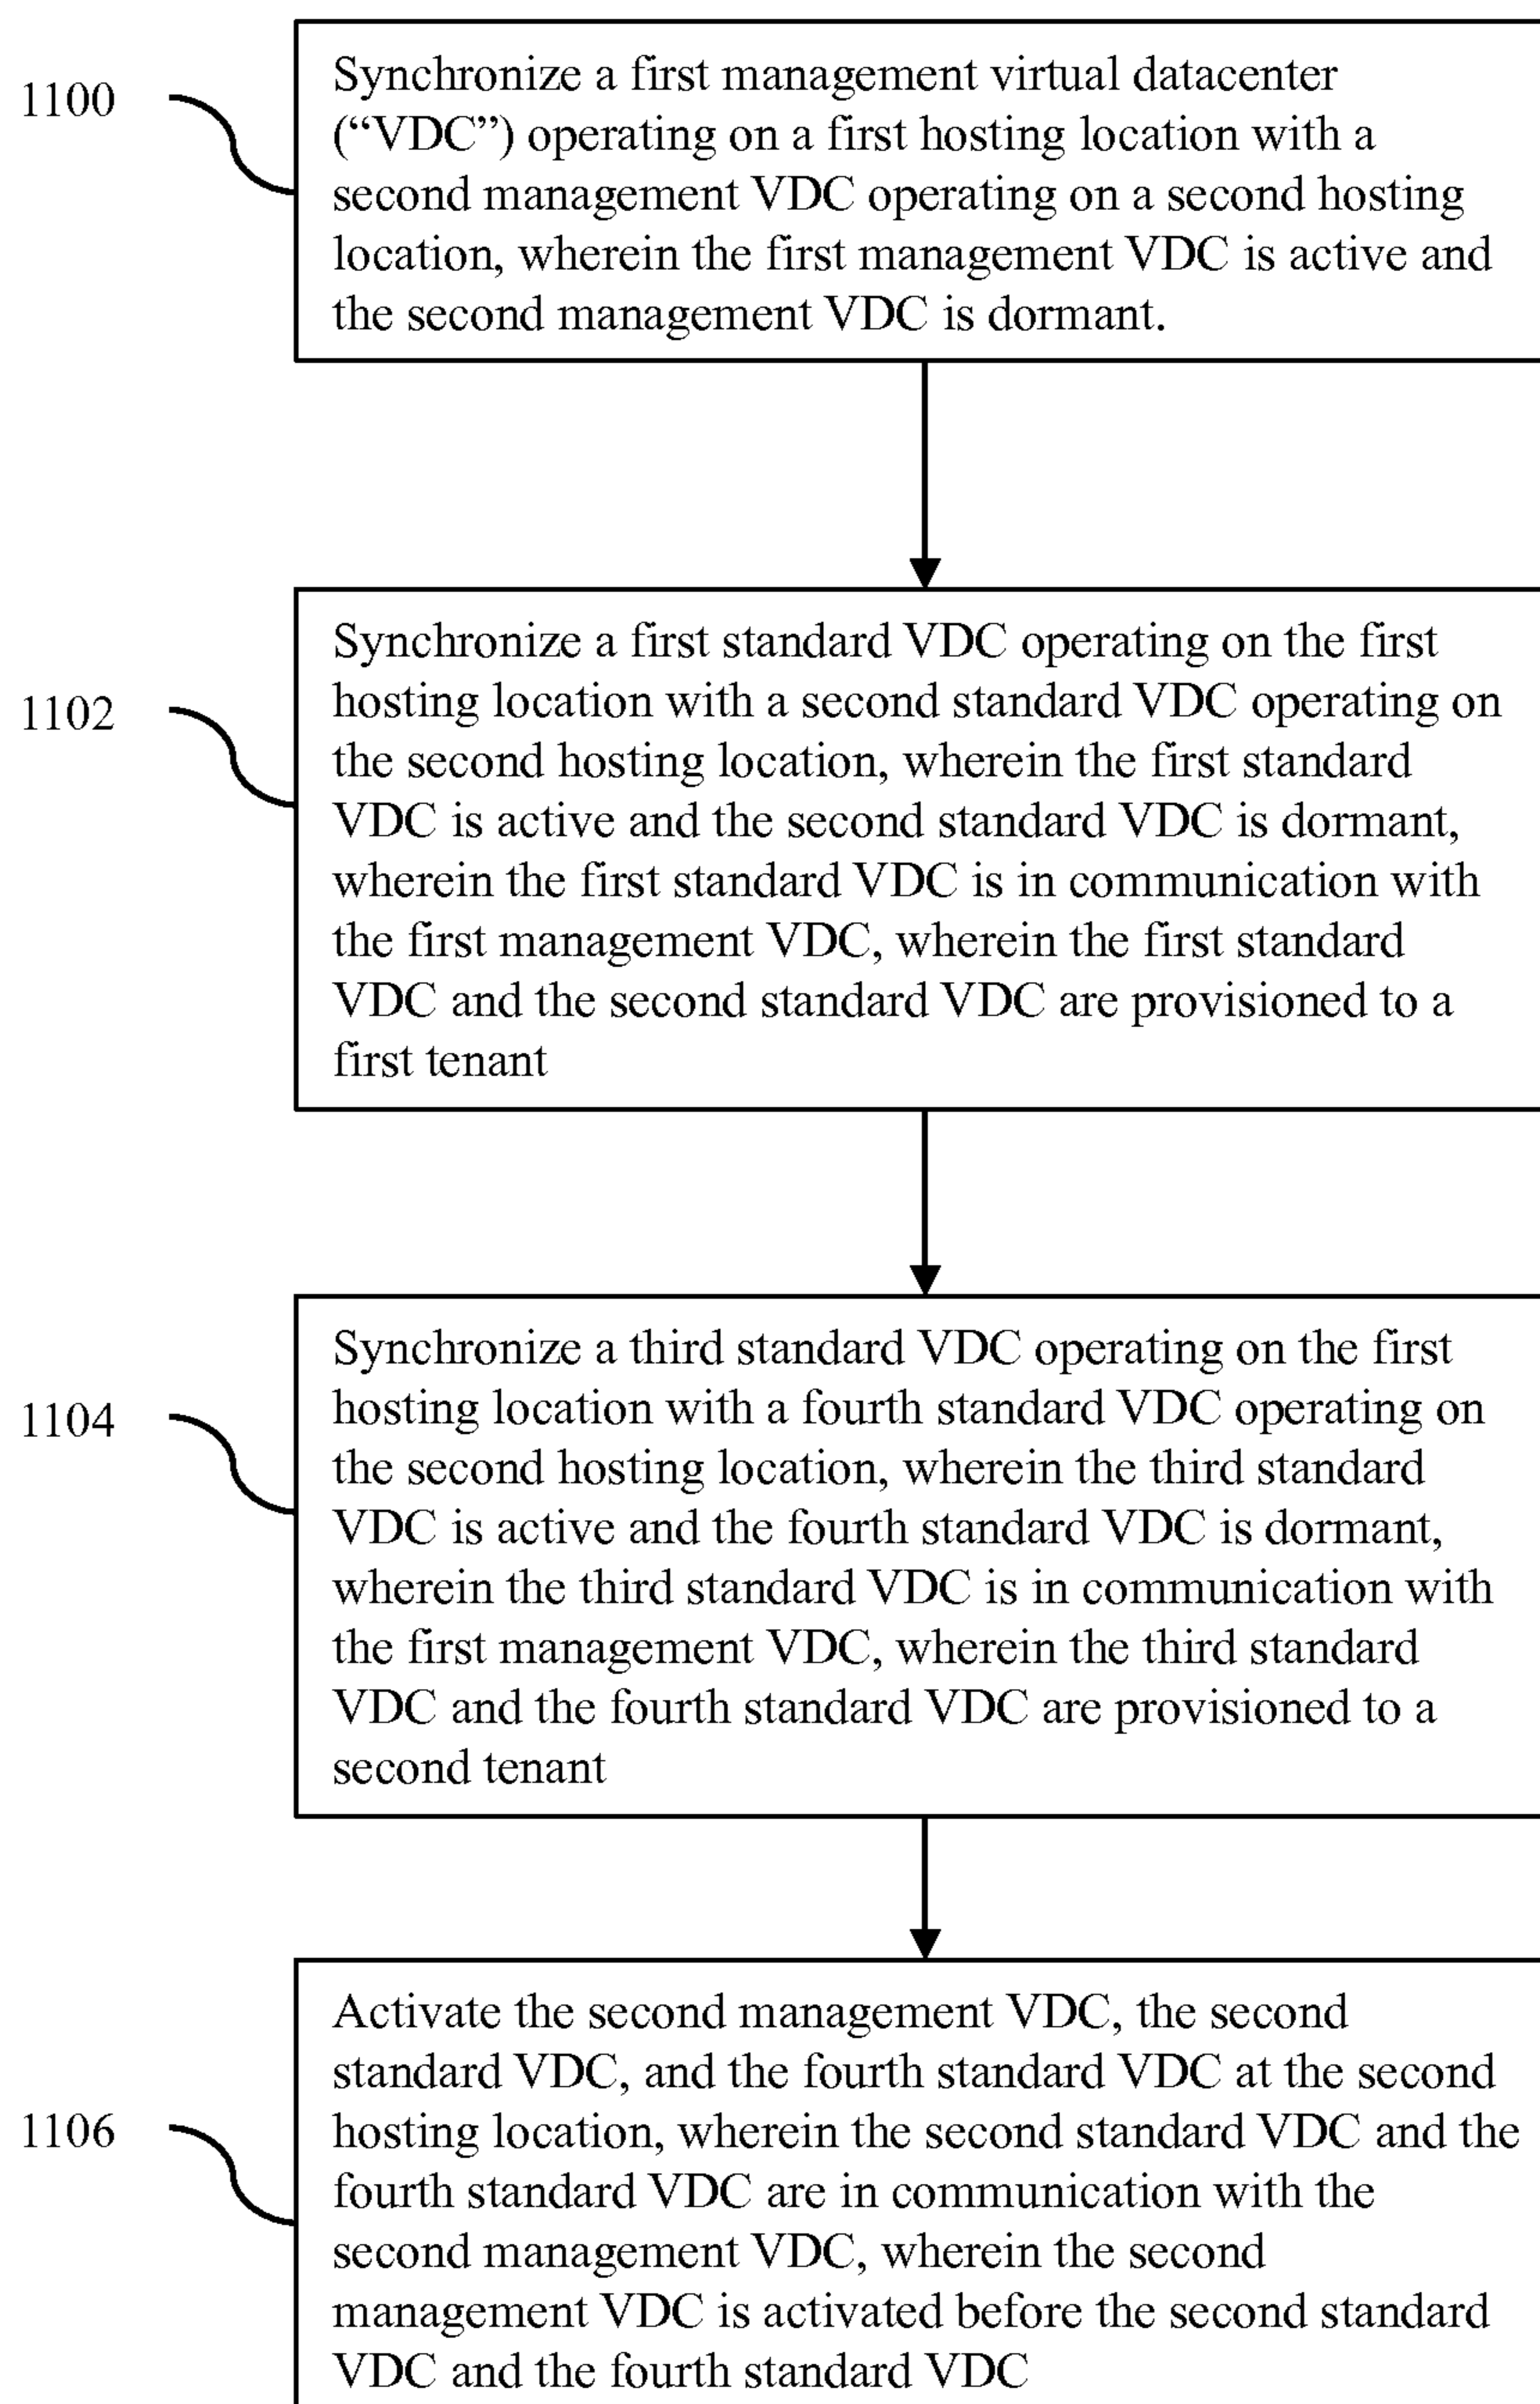 1100
Synchronize a first management virtual datacenter
(“VDC”) operating on a first hosting location with a
second management VDC operating on a second hosting
location, wherein the first management VDC is active and
the second management VDC is dormant.
1102
Synchronize a first standard VDC operating on the first
hosting location with a second standard VDC operating on
the second hosting location, wherein the first standard
VDC is active and the second standard VDC is dormant,
wherein the first standard VDC is in communication with
the first management VDC, wherein the first standard
VDC and the second standard VDC are provisioned to a
first tenant
1104
Synchronize a third standard VDC operating on the first
hosting location with a fourth standard VDC operating on
the second hosting location, wherein the third standard
VDC is active and the fourth standard VDC is dormant,
wherein the third standard VDC is in communication with
the first management VDC, wherein the third standard
VDC and the fourth standard VDC are provisioned to a
second tenant
1106
Activate the second management VDC, the second
standard VDC, and the fourth standard VDC at the second
hosting location, wherein the second standard VDC and the
fourth standard VDC are in communication with the
second management VDC, wherein the second
management VDC is activated before the second standard
VDC and the fourth standard VDC